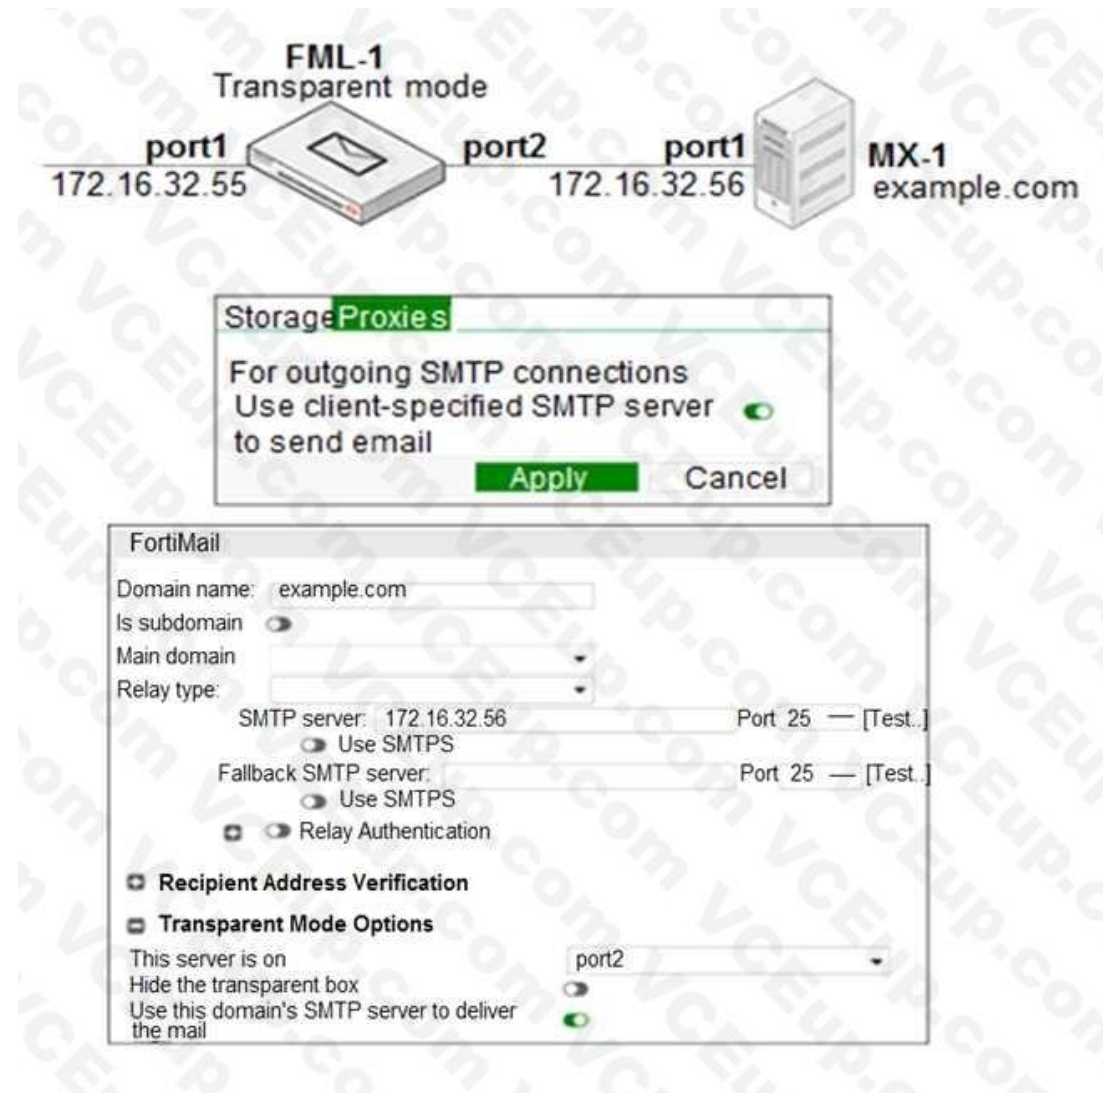 FML-1
Transparent mode
port1
port2
port1
MX-1
172.16.32.55
172.16.32.56
example.com
Storage Proxies
For outgoing SMTP connections
Use client-specified SMTP server
to send email
Apply
Cancel
FortiMail
Domain name: example.com
Is subdomain
Main domain
Relay type:
SMTP server: 172.16.32.56 Port 25 [Test..]
Use SMTPS
Fallback SMTP server: Port 25 [Test..]
Use SMTPS
Relay Authentication
Recipient Address Verification
Transparent Mode Options
This server is on port2
Hide the transparent box
Use this domain's SMTP server to deliver
the mail
VCEup.com